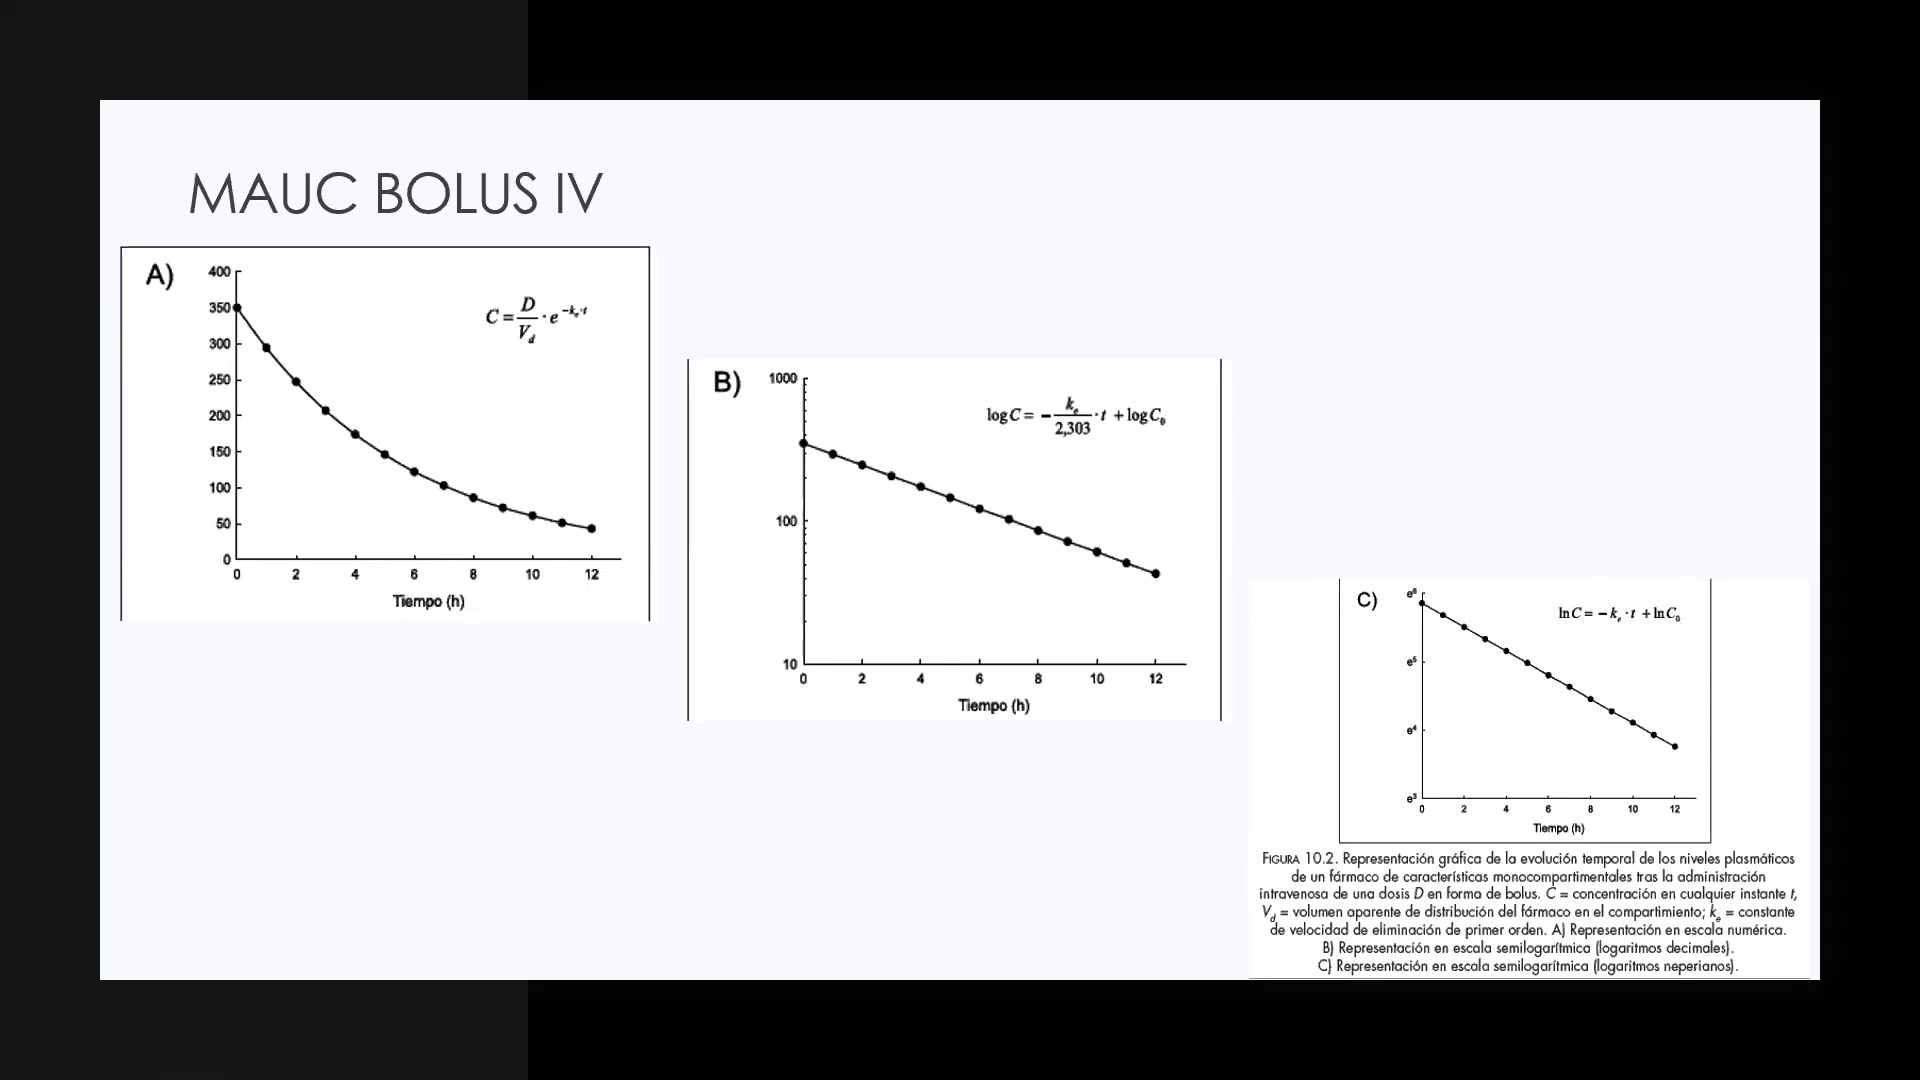 MAUC BOLUS IV
A)
400
350
300
250
200
150
100
50
0
C = D/V_d · e^(−k_e·t)
0 2 4 6 8 10 12
Tiempo (h)
B)
1000
100
10
log C = − k_e/2,303 · t + log C_0
0 2 4 6 8 10 12
Tiempo (h)
C)
e⁶
e⁵
e⁴
e³
ln C = − k_e · t + ln C_0
0 2 4 6 8 10 12
Tiempo (h)
FIGURA 10.2. Representación gráfica de la evolución temporal de los niveles plasmáticos
de un fármaco de características monocompartimentales tras la administración
intravenosa de una dosis D en forma de bolus. C = concentración en cualquier instante t,
V_d = volumen aparente de distribución del fármaco en el compartimiento; k_e = constante
de velocidad de eliminación de primer orden. A) Representación en escala numérica.
B) Representación en escala semilogarítmica (logaritmos decimales).
C) Representación en escala semilogarítmica (logaritmos neperianos).